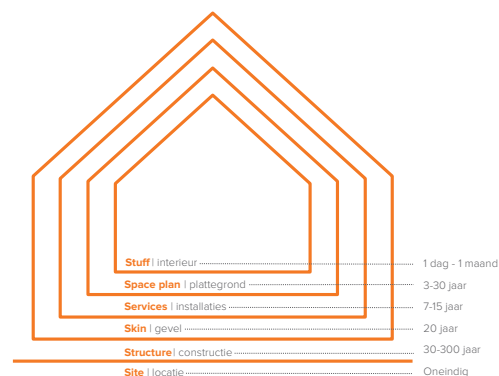 Stuff | interieur 1 dag - 1 maand
Space plan | plattegrond 3-30 jaar
Services | installaties 7-15 jaar
Skin | gevel 20 jaar
Structure | constructie 30-300 jaar
Site | locatie Oneindig